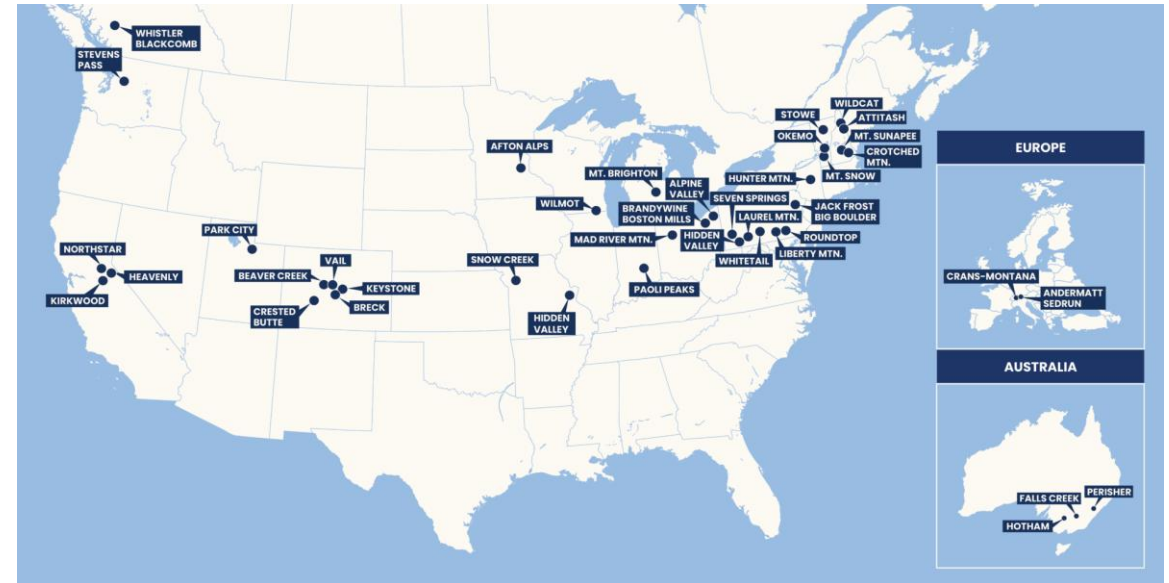 WHISTLER
BLACKCOMB
STEVENS
PASS
WILDCAT
STOWE
ATTITASH
OKEMO
MT. SUNAPEE
CROTCHED
MTN.
MT. SNOW
AFTON ALPS
MT. BRIGHTON
ALPINE
VALLEY
HUNTER MTN.
SEVEN SPRINGS
JACK FROST
BIG BOULDER
WILMOT
BRANDYWINE
BOSTON MILLS
LAUREL MTN.
MAD RIVER MTN.
HIDDEN
VALLEY
ROUNDTOP
LIBERTY MTN.
WHITETAIL
PARK CITY
NORTHSTAR
HEAVENLY
KIRKWOOD
VAIL
BEAVER CREEK
KEYSTONE
BRECK
CRESTED
BUTTE
SNOW CREEK
PAOLI PEAKS
HIDDEN
VALLEY
EUROPE
CRANS-MONTANA
ANDERMATT
SEDRUN
AUSTRALIA
PERISHER
FALLS CREEK
HOTHAM